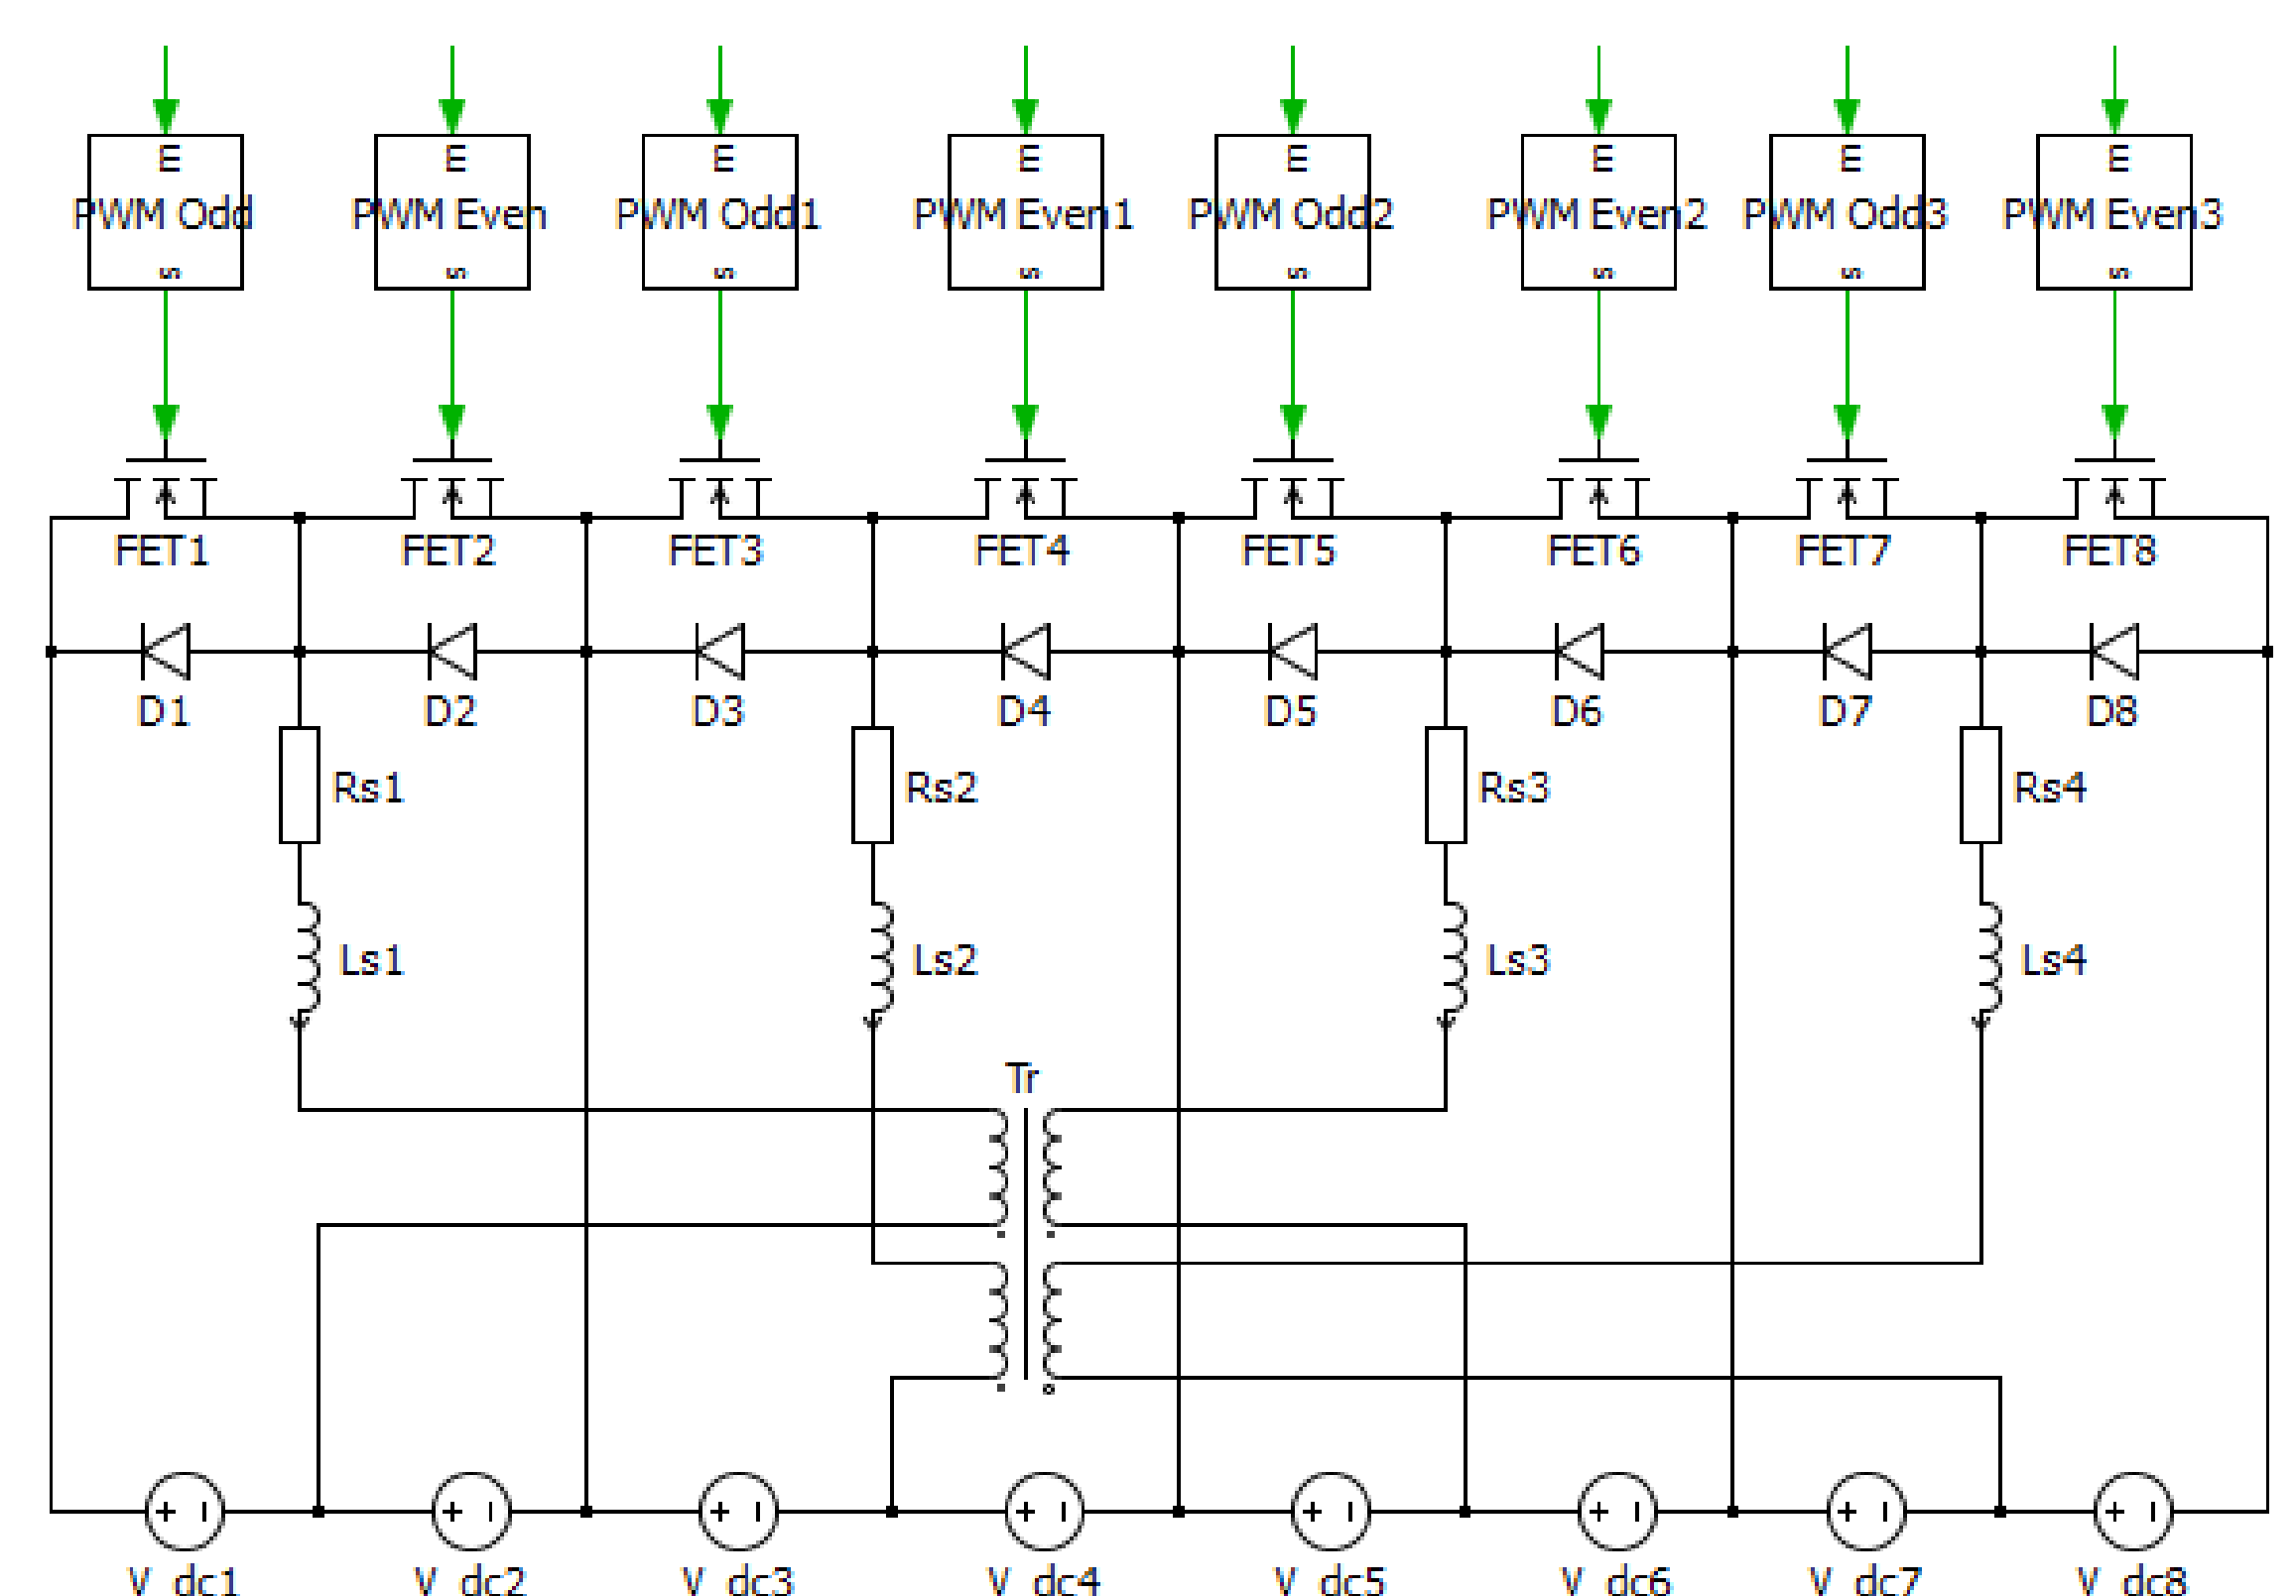 m m m m m m m m
PWM Odd PWM Even PWM Odd1 PWM Even1 PWM Odd2 PWM Even2 PWM Odd3 PWM Even3
s s s s s s s s
FET1 FET2 FET3 FET4 FET5 FET6 FET7 FET8
D1 D2 D3 D4 D5 D6 D7 D8
Rs1 Rs2 Rs3 Rs4
Ls1 Ls2 Ls3 Ls4
Tr
V_dc1 V_dc2 V_dc3 V_dc4 V_dc5 V_dc6 V_dc7 V_dc8